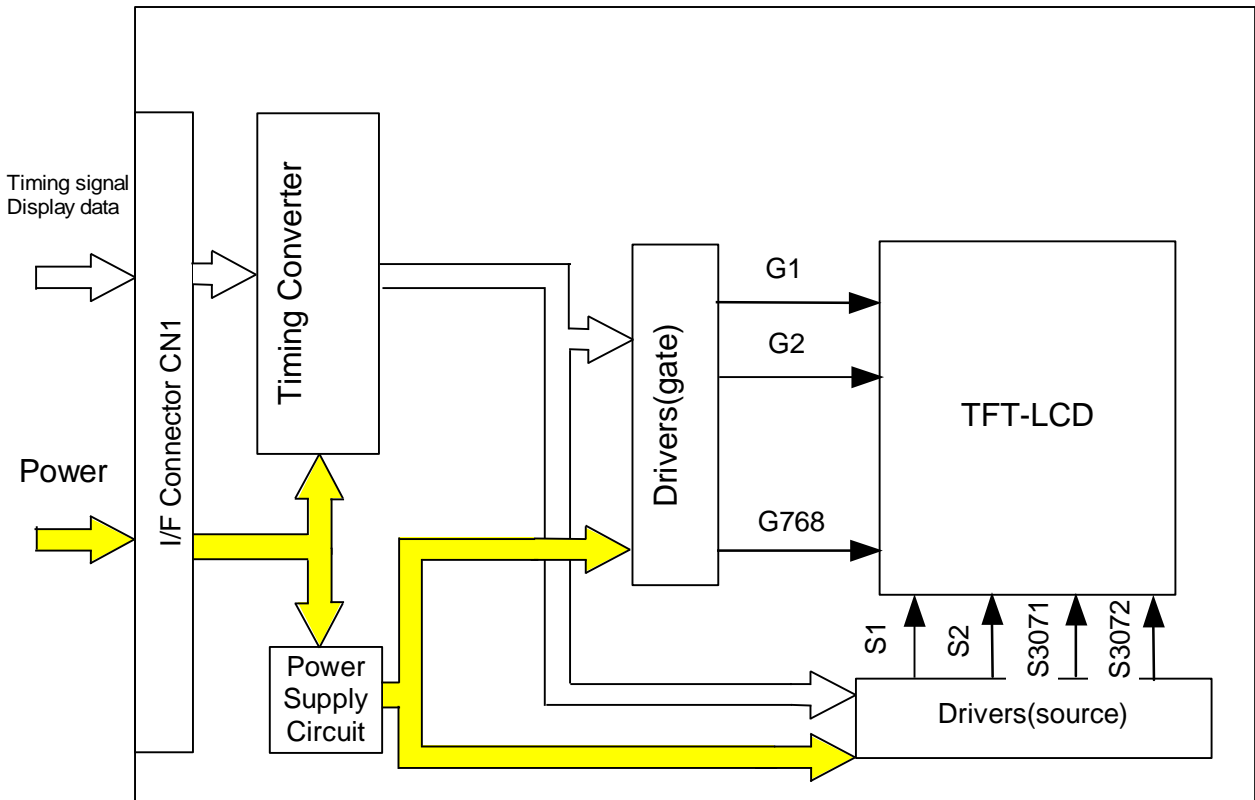 Timing signal
Display data
Power
I/F Connector CN1
Timing Converter
Power
Supply
Circuit
Drivers(gate)
G1
G2
G768
TFT-LCD
S1
S2
S3071
S3072
Drivers(source)